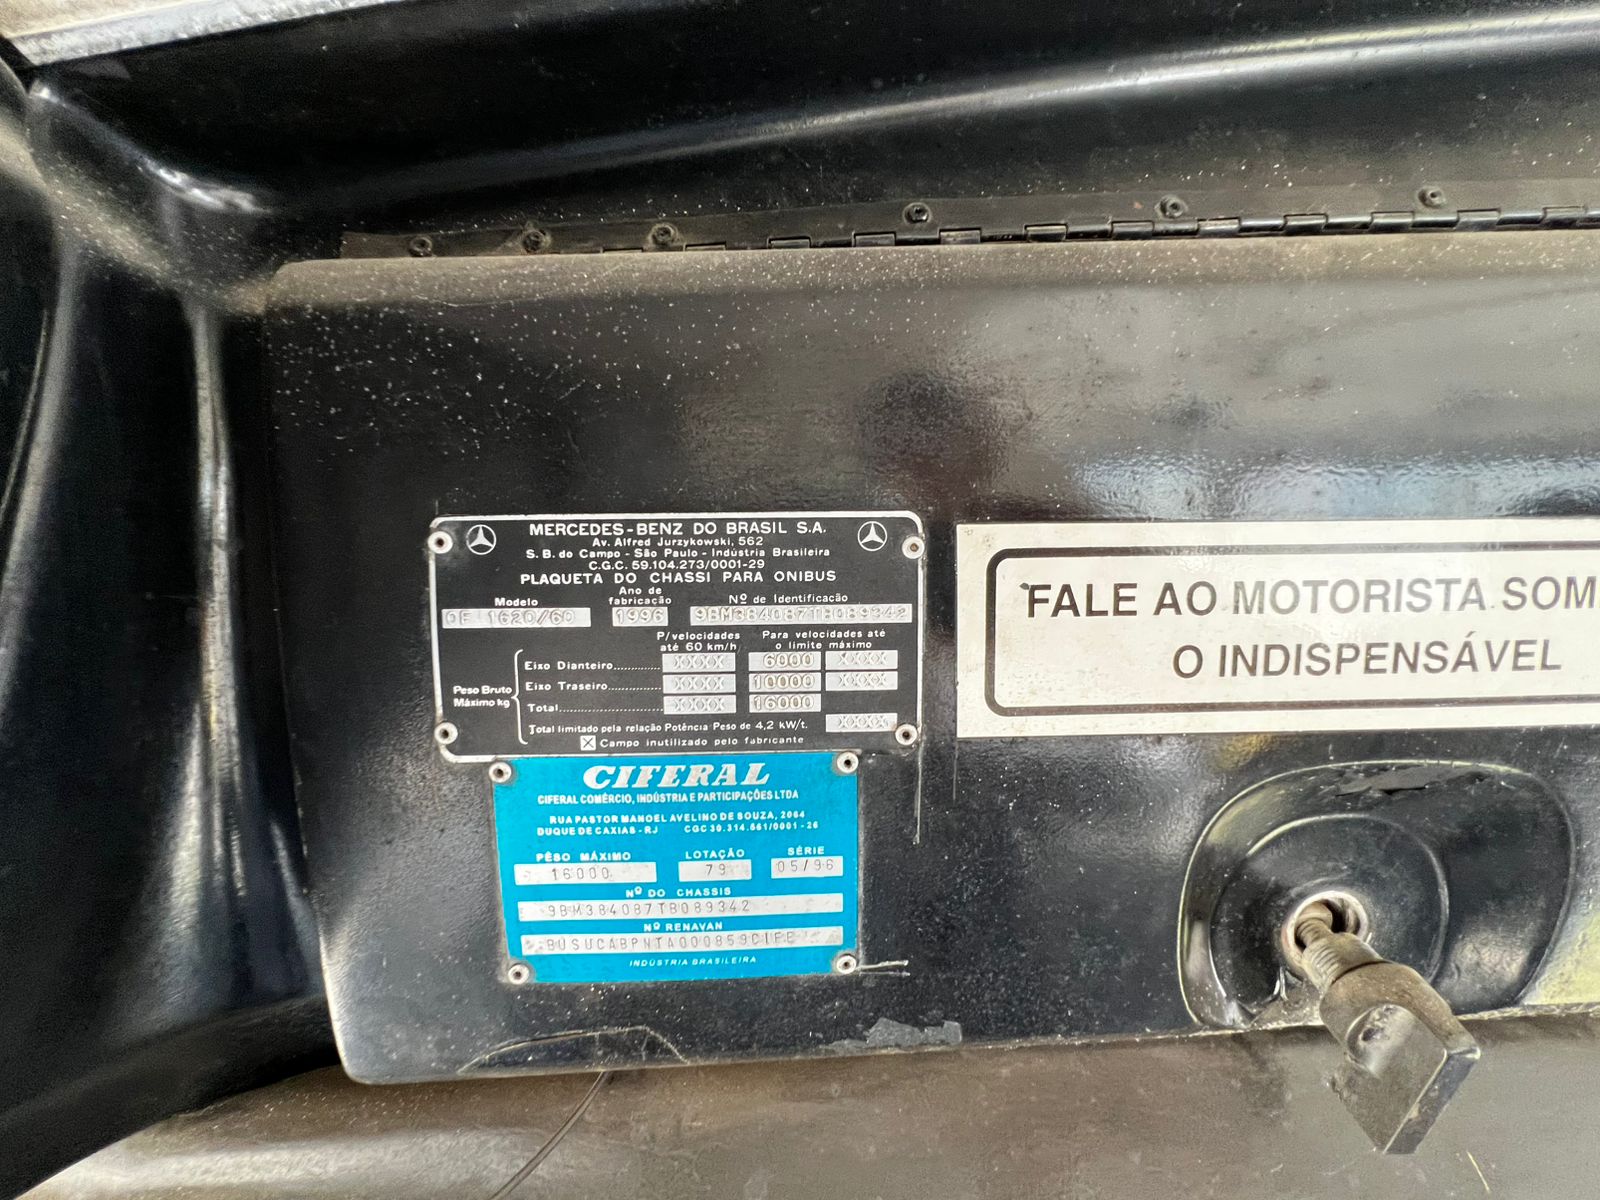 MERCEDES-BENZ DO BRASIL S.A.
Av. Alfred Jurzykowski, 562
S. B. do Campo - São Paulo - Indústria Brasileira
C.G.C. 59.104.273/0001-29
PLAQUETA DO CHASSI PARA ONIBUS
Modelo Ano de fabricação Nº de Identificação
OF 1620/60 1996 9BM384087TB089342
P/velocidades até 60 km/h Para velocidades até o limite máximo
Peso Bruto Máximo kg
Eixo Dianteiro XXXX 6000 XXXX
Eixo Traseiro XXXX 10000 XXXX
Total XXXX 16000
Total limitado pela relação Potência Peso de 4,2 kW/t. XXXX
X Campo inutilizado pelo fabricante
CIFERAL
CIFERAL COMÉRCIO, INDÚSTRIA E PARTICIPAÇÕES LTDA
RUA PASTOR MANOEL AVELINO DE SOUZA, 2064
DUQUE DE CAXIAS - RJ CGC 30.314.561/0001-26
PÊSO MÁXIMO LOTAÇÃO SÉRIE
16000 79 05/96
Nº DO CHASSIS
9BM384087TB089342
Nº RENAVAN
BUSUCABPNTA000859CIFE
INDÚSTRIA BRASILEIRA
FALE AO MOTORISTA SOM
O INDISPENSÁVEL